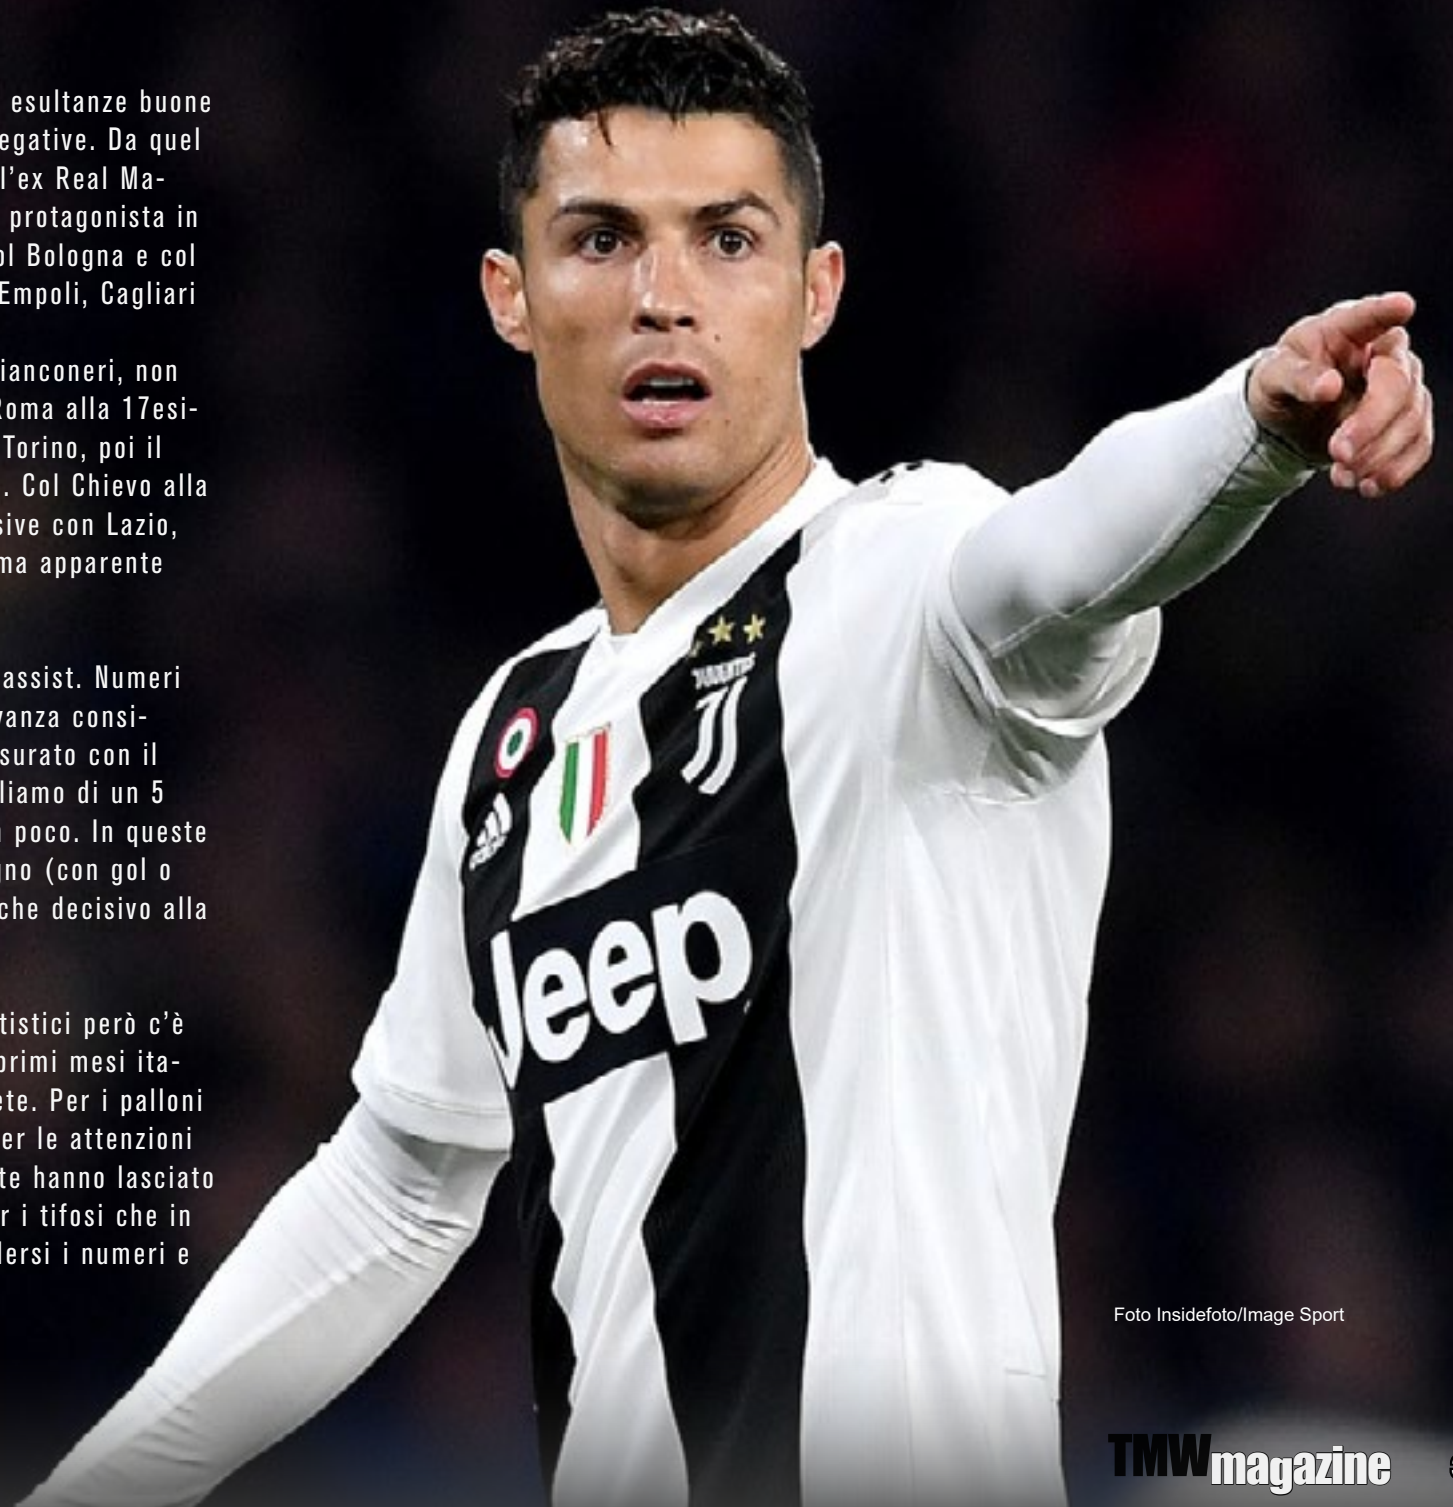 esultanze buone
egative. Da quel
l’ex Real Ma-
protagonista in
ol Bologna e col
Empoli, Cagliari
ianconeri, non
Roma alla 17esi-
Torino, poi il
. Col Chievo alla
sive con Lazio,
ma apparente
assist. Numeri
vanza consi-
surato con il
liamo di un 5
poco. In queste
gno (con gol o
che decisivo alla
tistici però c’è
primi mesi ita-
ete. Per i palloni
er le attenzioni
te hanno lasciato
r i tifosi che in
dersi i numeri e
JUVENTUS
adidas
Jeep
Foto Insidefoto/Image Sport
TMWmagazine